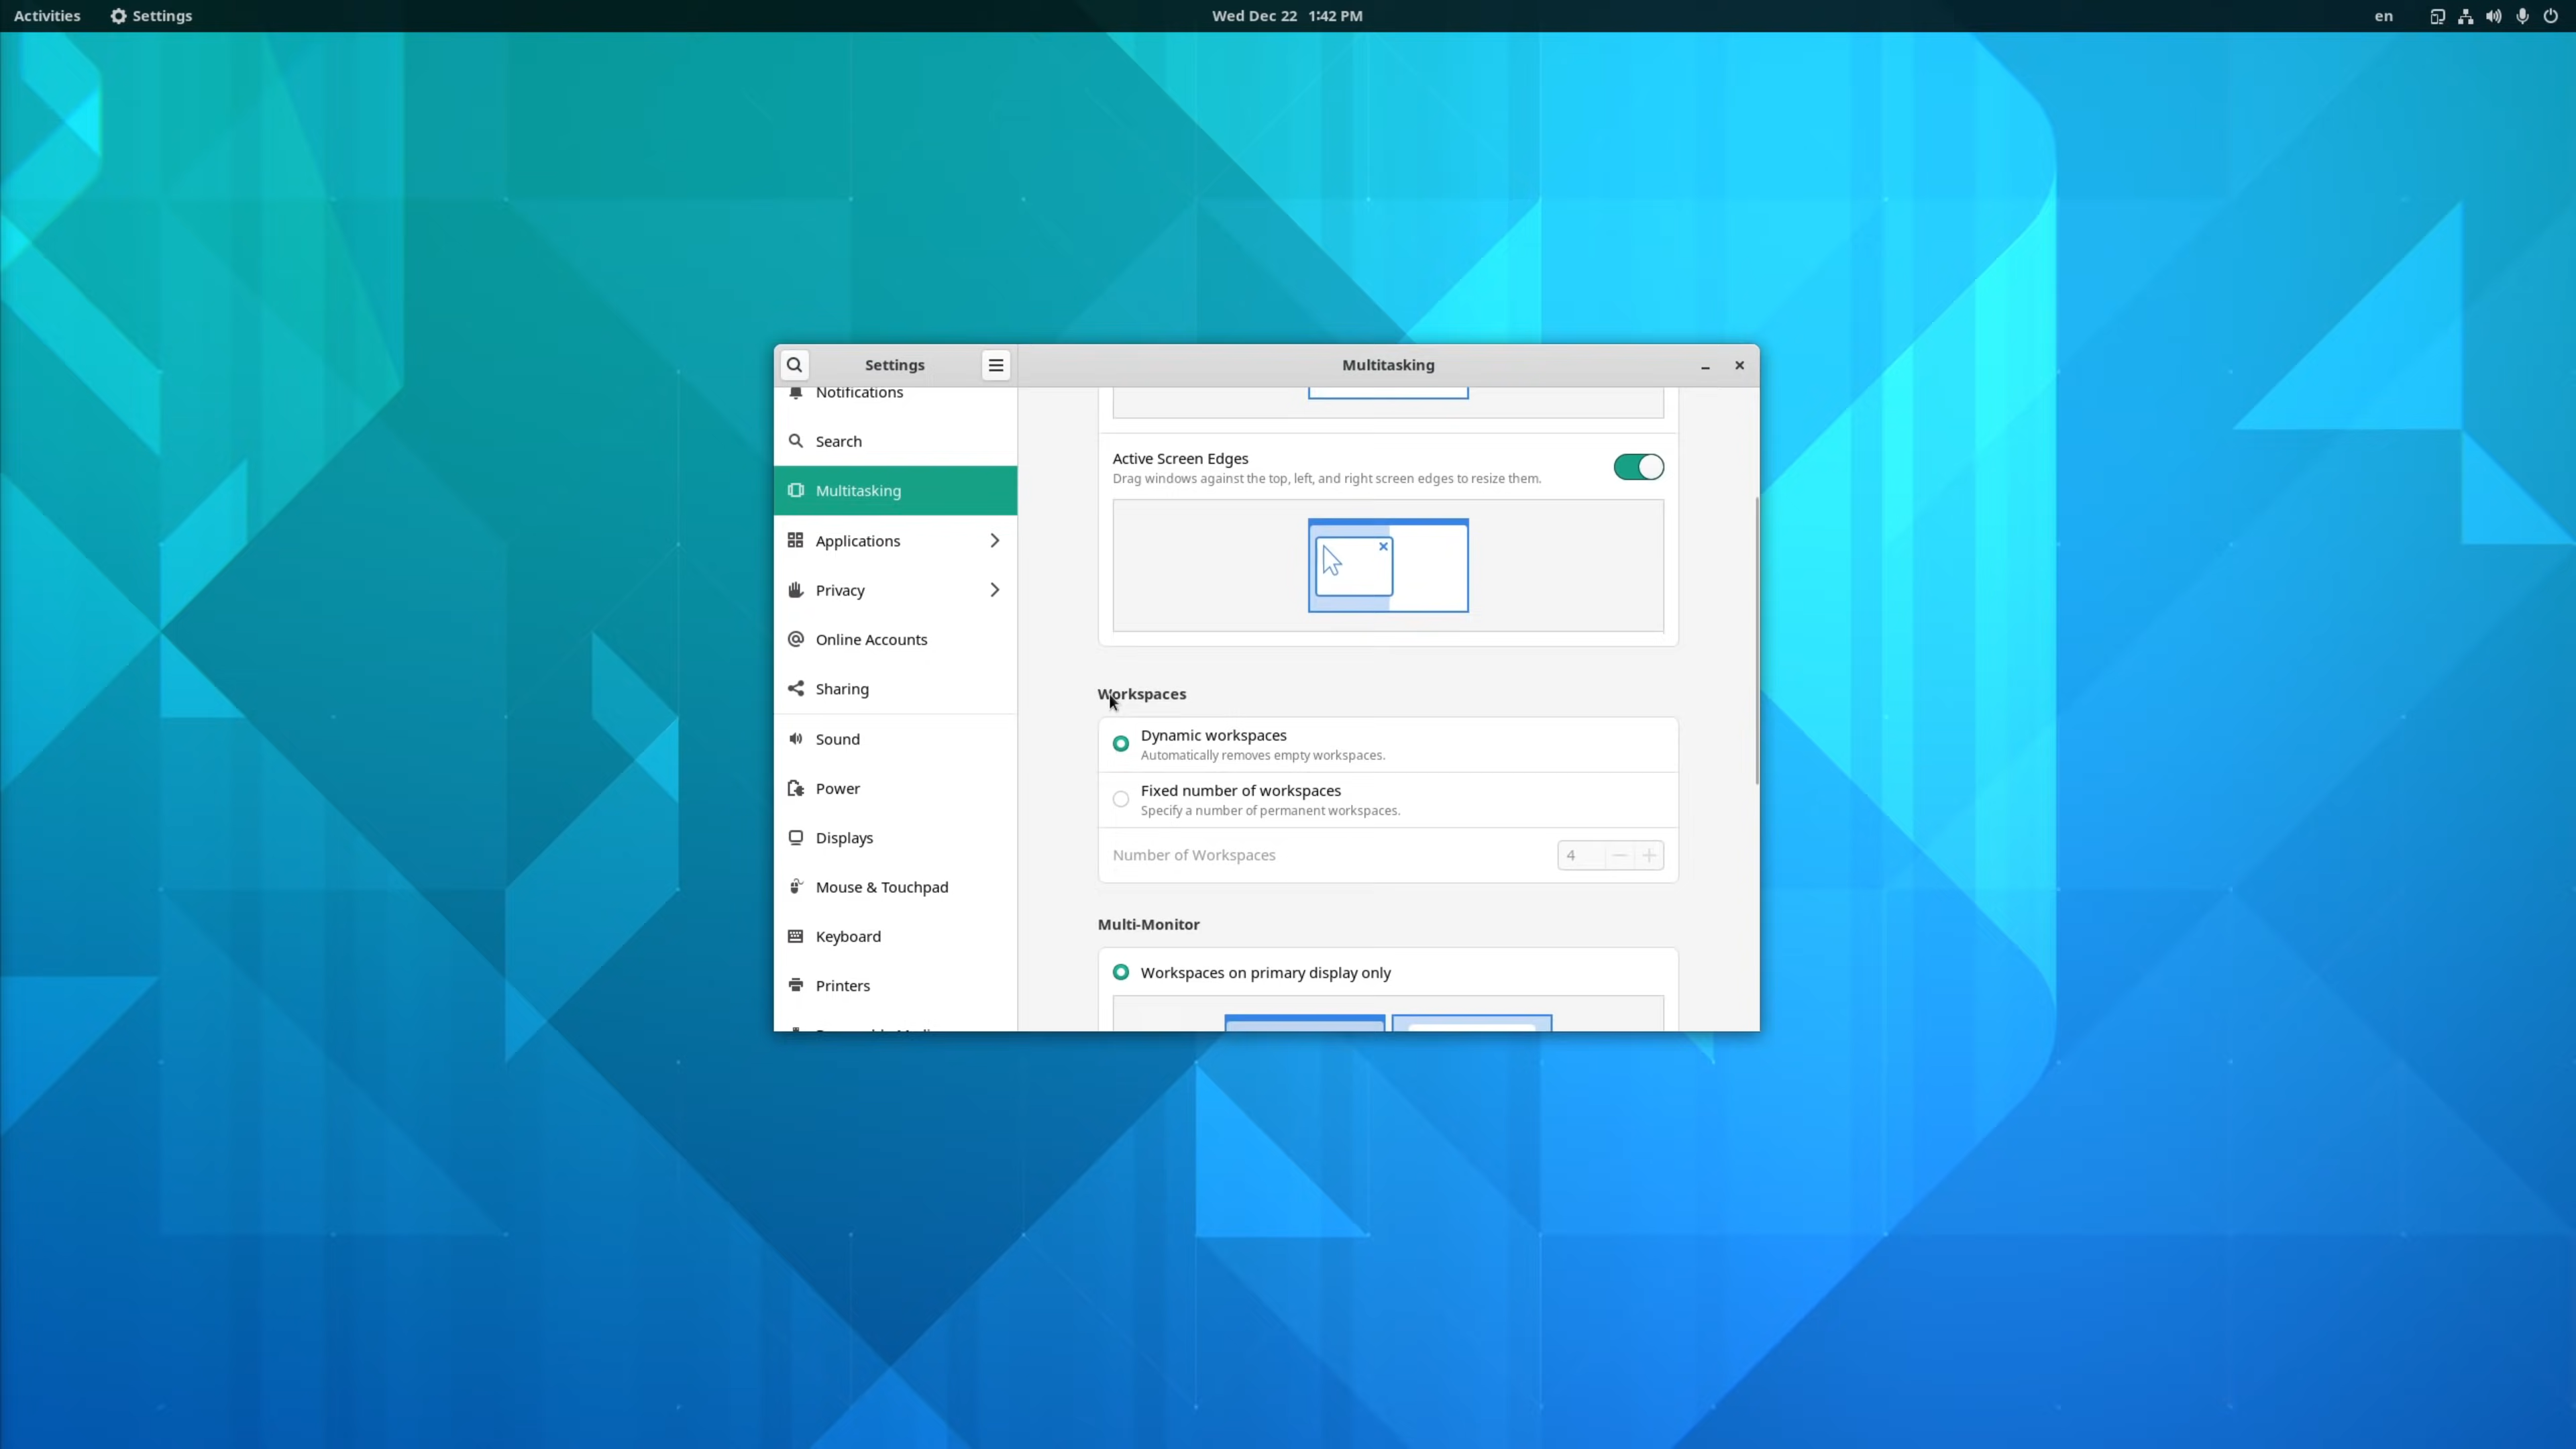 Activities Settings Wed Dec 22 1:42 PM en
Settings Multitasking
Notifications
Search
Multitasking
Applications
Privacy
Online Accounts
Sharing
Sound
Power
Displays
Mouse & Touchpad
Keyboard
Printers
Active Screen Edges
Drag windows against the top, left, and right screen edges to resize them.
Workspaces
Dynamic workspaces
Automatically removes empty workspaces.
Fixed number of workspaces
Specify a number of permanent workspaces.
Number of Workspaces 4
Multi-Monitor
Workspaces on primary display only